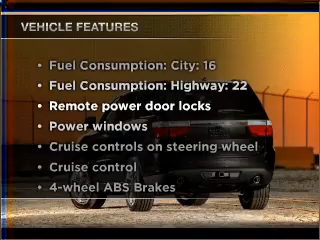 VEHICLE FEATURES
• Fuel Consumption: City: 16
• Fuel Consumption: Highway: 22
• Remote power door locks
• Power windows
• Cruise controls on steering wheel
• Cruise control
• 4-wheel ABS Brakes